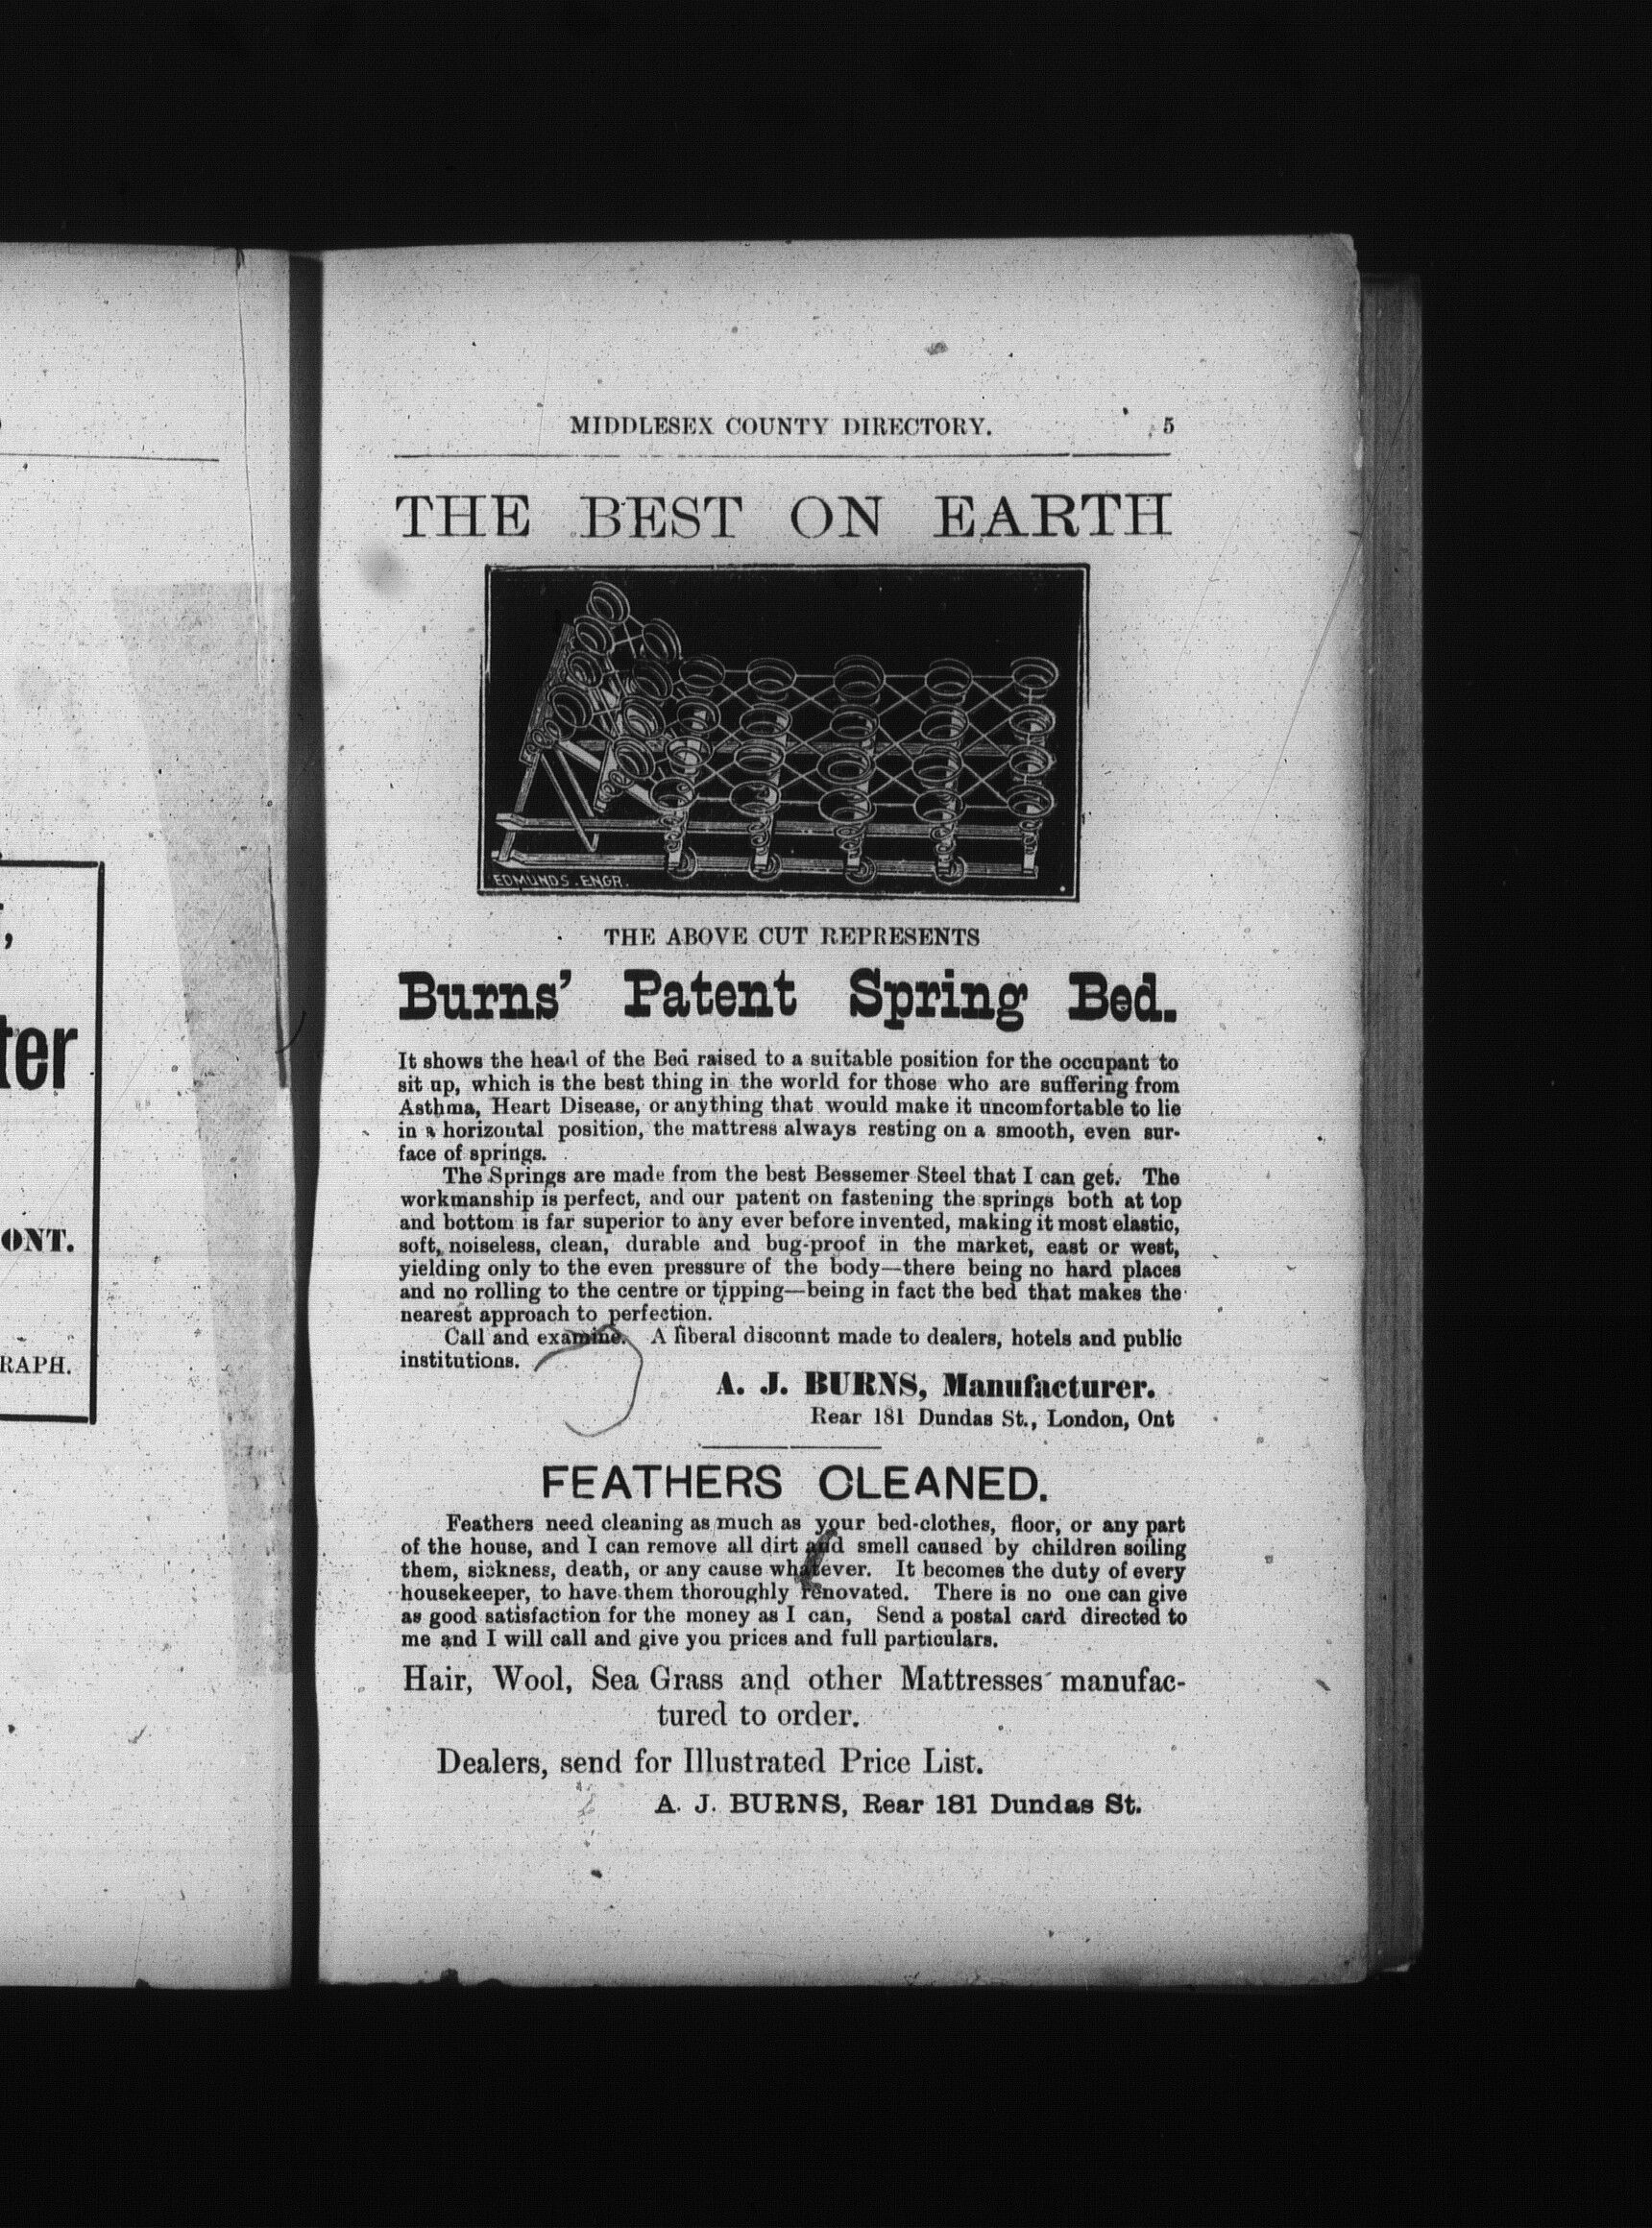 ter
ONT.
RAPH.
MIDDLESEX COUNTY DIRECTORY. 5
THE BEST ON EARTH
EDMUNDS. ENGR.
THE ABOVE CUT REPRESENTS
Burns' Patent Spring Bed.
It shows the head of the Bed raised to a suitable position for the occupant to
sit up, which is the best thing in the world for those who are suffering from
Asthma, Heart Disease, or anything that would make it uncomfortable to lie
in a horizontal position, the mattress always resting on a smooth, even sur-
face of springs.
The Springs are made from the best Bessemer Steel that I can get. The
workmanship is perfect, and our patent on fastening the springs both at top
and bottom is far superior to any ever before invented, making it most elastic,
soft, noiseless, clean, durable and bug-proof in the market, east or west,
yielding only to the even pressure of the body—there being no hard places
and no rolling to the centre or tipping—being in fact the bed that makes the
nearest approach to perfection.
Call and examine. A liberal discount made to dealers, hotels and public
institutions.
A. J. BURNS, Manufacturer.
Rear 181 Dundas St., London, Ont
FEATHERS CLEANED.
Feathers need cleaning as much as your bed-clothes, floor, or any part
of the house, and I can remove all dirt and smell caused by children soiling
them, sickness, death, or any cause whatever. It becomes the duty of every
housekeeper, to have them thoroughly renovated. There is no one can give
as good satisfaction for the money as I can, Send a postal card directed to
me and I will call and give you prices and full particulars.
Hair, Wool, Sea Grass and other Mattresses manufac-
tured to order.
Dealers, send for Illustrated Price List.
A. J. BURNS, Rear 181 Dundas St.